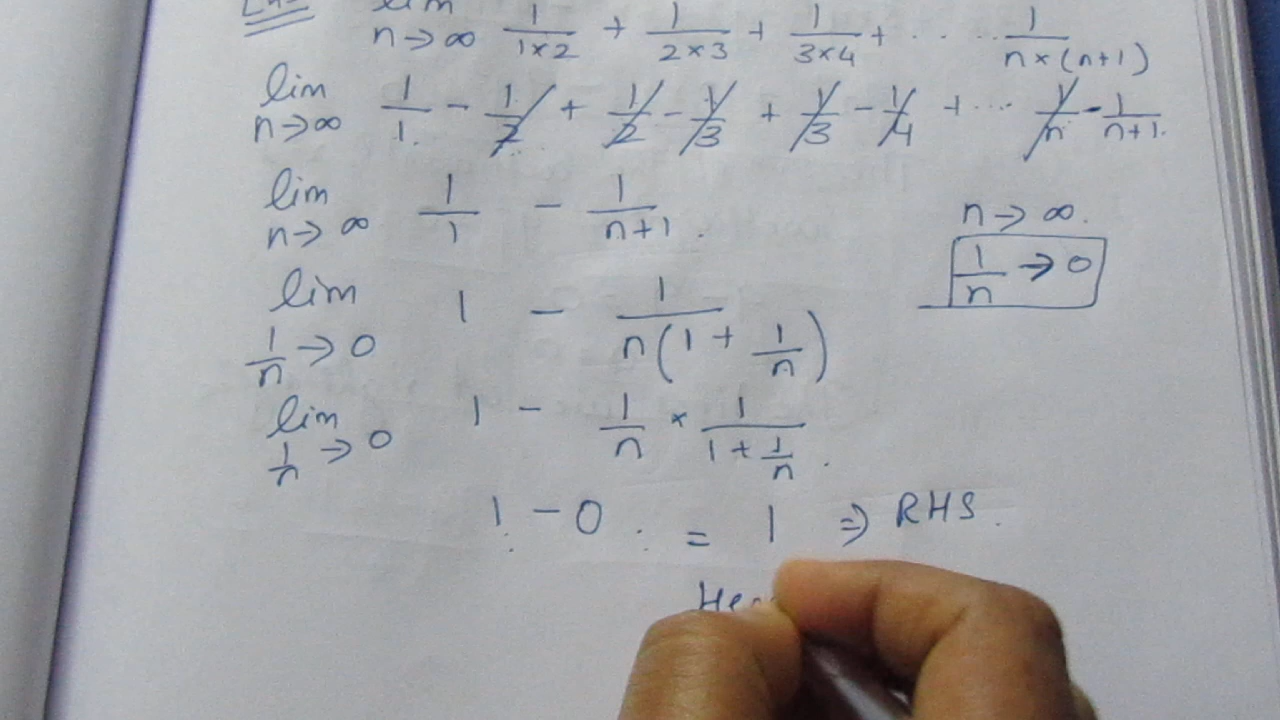 lim n→∞ 1/1×2 + 1/2×3 + 1/3×4 + . . . . 1/n×(n+1)
lim n→∞ 1/1 - 1/2 + 1/2 - 1/3 + 1/3 - 1/4 + ... 1/n - 1/n+1.
lim n→∞ 1/1 - 1/n+1.
n→∞.
1/n → 0
lim 1/n→0 1 - 1/n(1 + 1/n)
lim 1/n→0 1 - 1/n × 1/1+1/n.
1 - 0 = 1 ⇒ RHS.